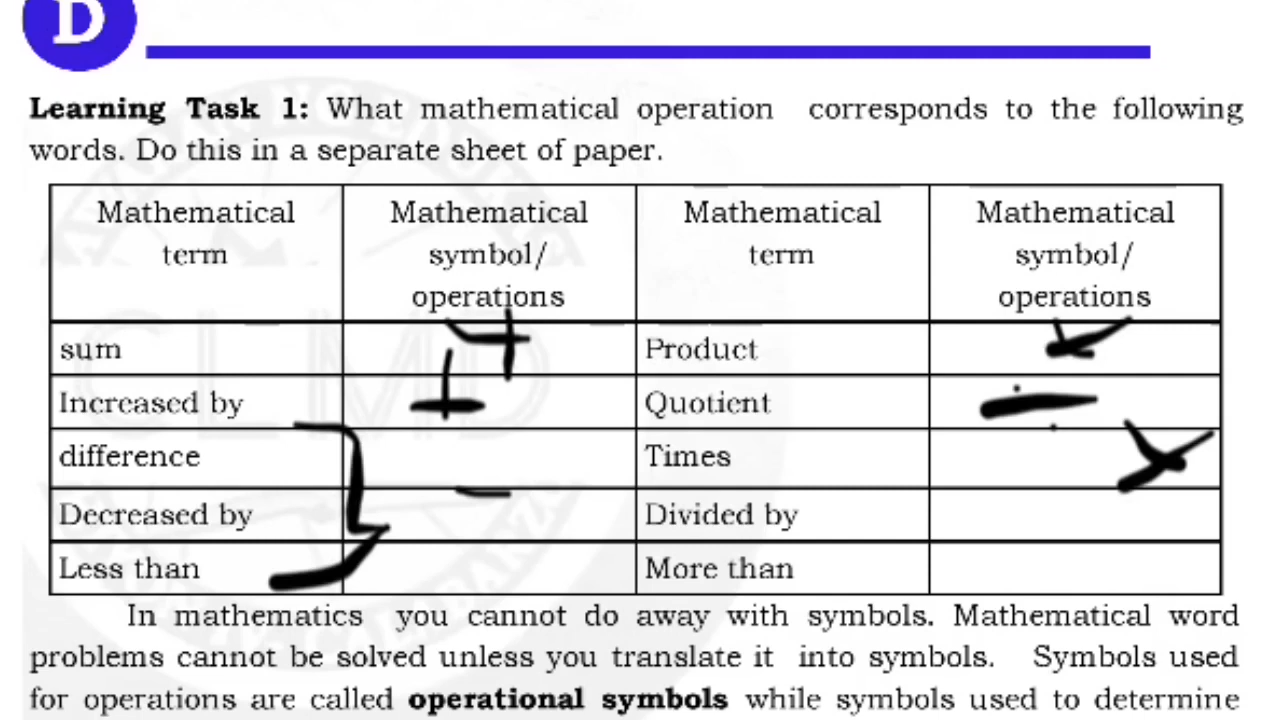 D
Learning Task 1: What mathematical operation corresponds to the following
words. Do this in a separate sheet of paper.
Mathematical term Mathematical symbol/ operations Mathematical term Mathematical symbol/ operations
sum + Product ×
Increased by + Quotient ÷
difference Times ×
Decreased by − Divided by
Less than More than
In mathematics you cannot do away with symbols. Mathematical word
problems cannot be solved unless you translate it into symbols. Symbols used
for operations are called operational symbols while symbols used to determine